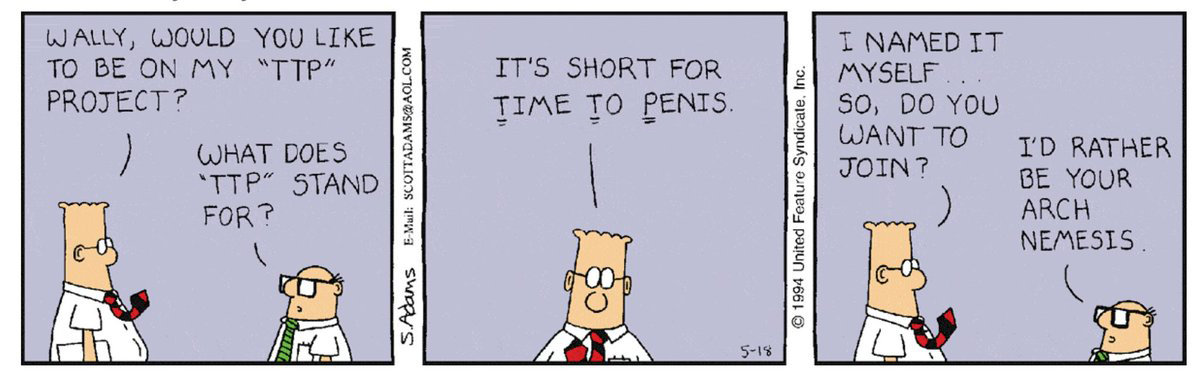 WALLY, WOULD YOU LIKE
TO BE ON MY "TTP"
PROJECT?
WHAT DOES
"TTP" STAND
FOR?
S.Adams E-Mail: SCOTTADAMS@AOL.COM
IT'S SHORT FOR
TIME TO PENIS.
5-18
© 1994 United Feature Syndicate, Inc.
I NAMED IT
MYSELF...
SO, DO YOU
WANT TO
JOIN?
I'D RATHER
BE YOUR
ARCH
NEMESIS.